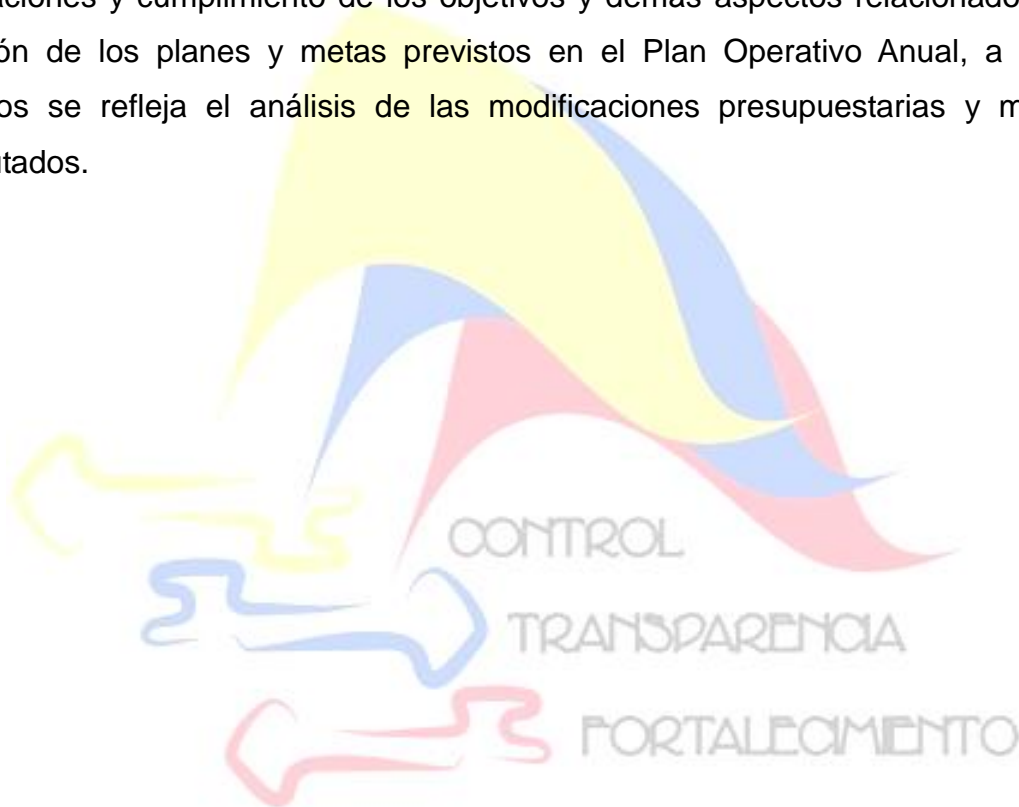 aciones y cumplimiento de los objetivos y demás aspectos relacionado
ón de los planes y metas previstos en el Plan Operativo Anual, a
os se refleja el análisis de las modificaciones presupuestarias y m
utados.
CONTROL
TRANSPARENCIA
FORTALECIMIENTO